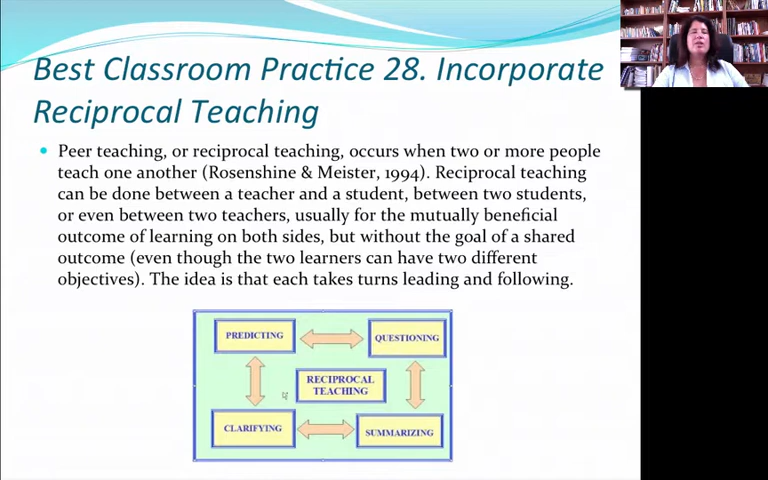 Best Classroom Practice 28. Incorporate
Reciprocal Teaching
Peer teaching, or reciprocal teaching, occurs when two or more people
teach one another (Rosenshine & Meister, 1994). Reciprocal teaching
can be done between a teacher and a student, between two students,
or even between two teachers, usually for the mutually beneficial
outcome of learning on both sides, but without the goal of a shared
outcome (even though the two learners can have two different
objectives). The idea is that each takes turns leading and following.
PREDICTING
QUESTIONING
RECIPROCAL
TEACHING
CLARIFYING
SUMMARIZING